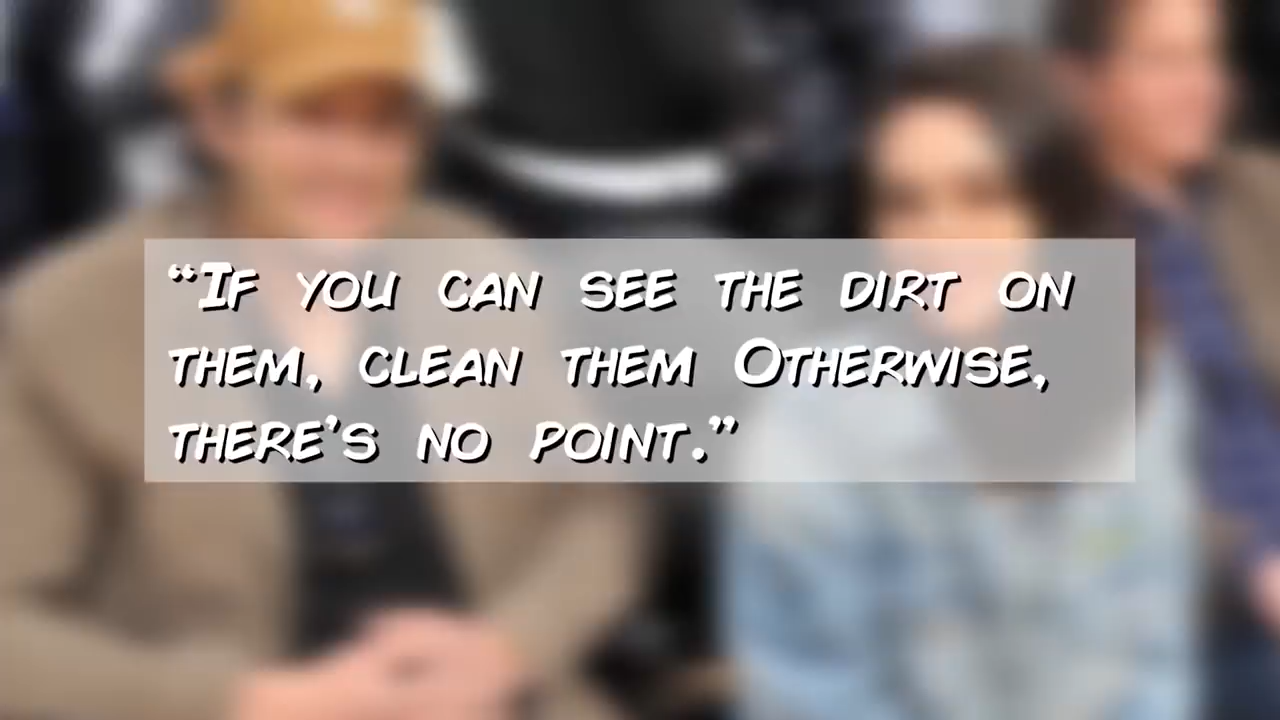 “If you can see the dirt on
them, clean them Otherwise,
there’s no point.”